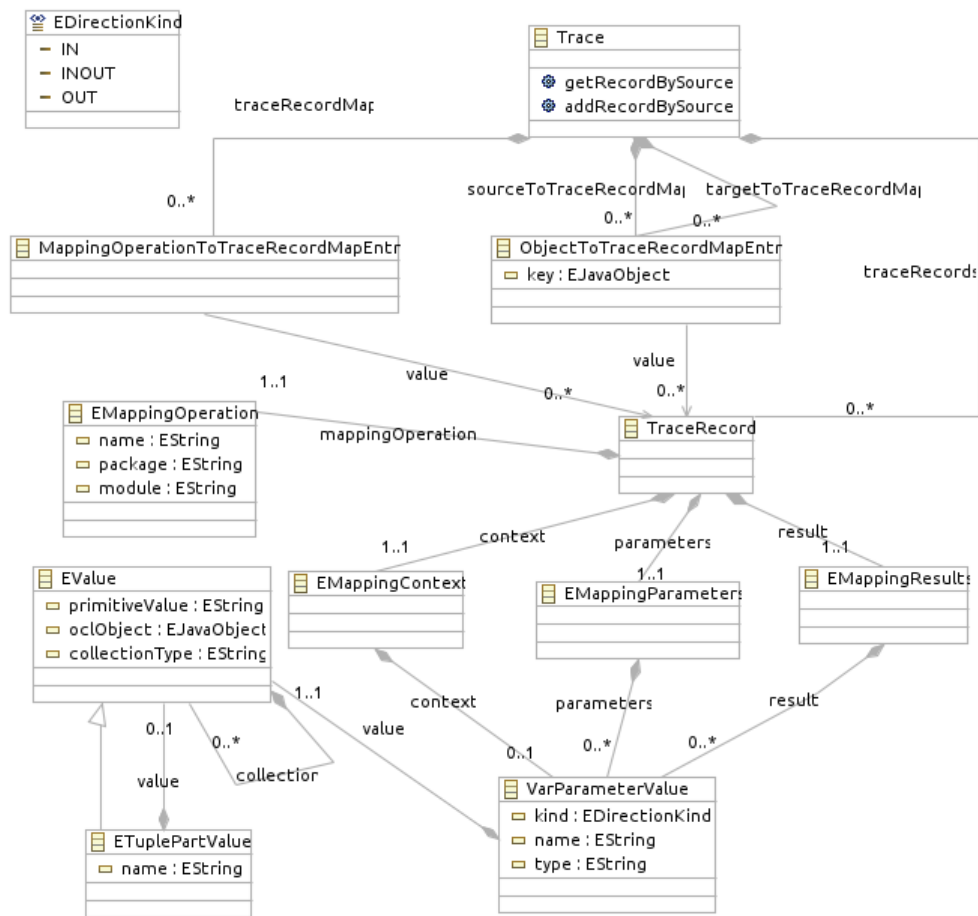 EDirectionKind
IN
INOUT
OUT
Trace
getRecordBySource
addRecordBySource
traceRecordMap
0..*
sourceToTraceRecordMap
targetToTraceRecordMap
0..*
0..*
MappingOperationToTraceRecordMapEntr
ObjectToTraceRecordMapEntr
key : EJavaObject
traceRecords
value
value
1..1
0..*
0..*
0..*
EMappingOperation
name : EString
package : EString
module : EString
mappingOperation
TraceRecord
context
parameters
result
1..1
1..1
1..1
EValue
primitiveValue : EString
oclObject : EJavaObject
collectionType : EString
EMappingContext
EMappingParameters
EMappingResults
1..1
context
parameters
result
0..1
0..*
value
0..1
0..*
0..*
value
collection
VarParameterValue
kind : EDirectionKind
name : EString
type : EString
ETuplePartValue
name : EString